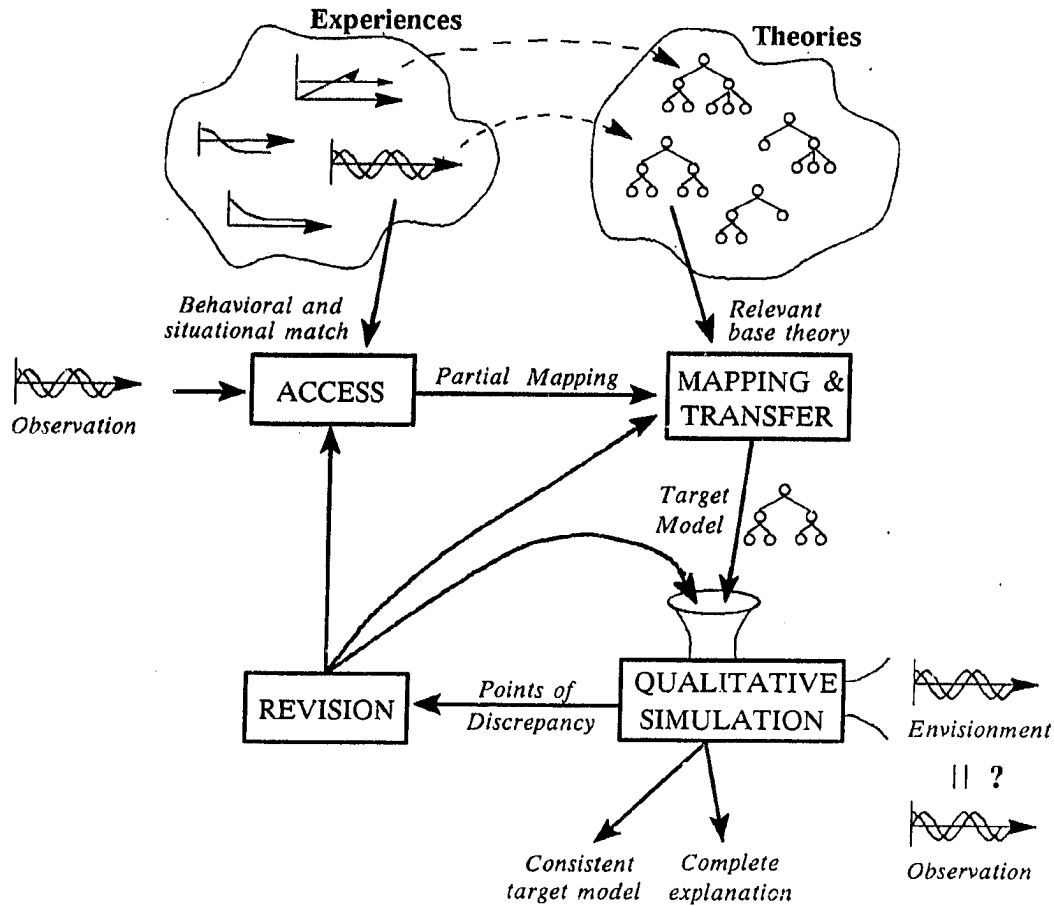 Experiences
Theories
Behavioral and
situational match
Relevant
base theory
Observation
ACCESS
Partial Mapping
MAPPING &
TRANSFER
Target
Model
REVISION
Points of
Discrepancy
QUALITATIVE
SIMULATION
Envisionment
|| ?
Observation
Consistent
target model
Complete
explanation